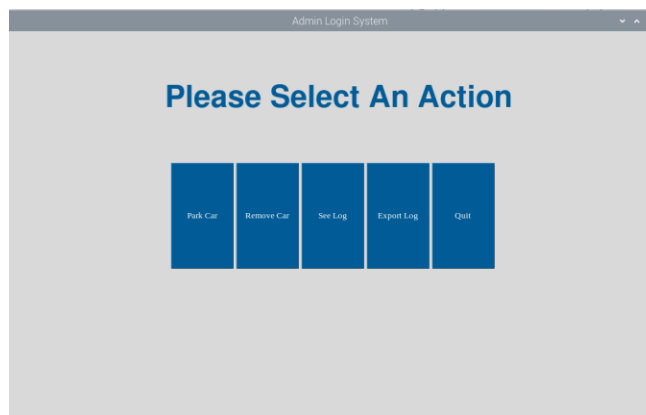 Admin Login System
Please Select An Action
Park Car
Remove Car
See Log
Export Log
Quit